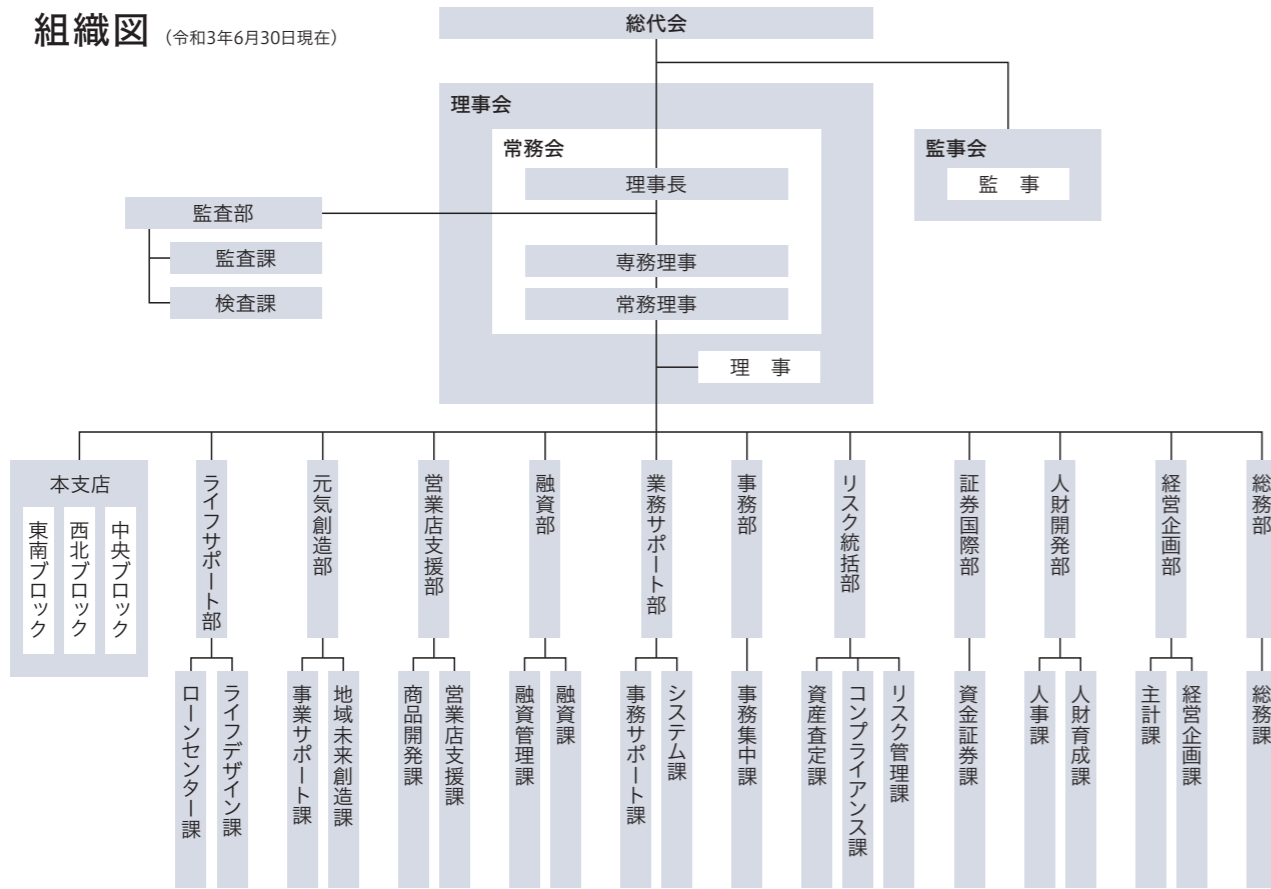 組織図 (令和3年6月30日現在)
総代会
理事会
常務会
理事長
専務理事
常務理事
理 事
監事会
監 事
監査部
監査課
検査課
本支店
東南ブロック
西北ブロック
中央ブロック
ライフサポート部
元気創造部
営業店支援部
融資部
業務サポート部
事務部
リスク統括部
証券国際部
人財開発部
経営企画部
総務部
ローンセンター課
ライフデザイン課
事業サポート課
地域未来創造課
商品開発課
営業店支援課
融資管理課
融資課
事務サポート課
システム課
事務集中課
資産査定課
コンプライアンス課
リスク管理課
資金証券課
人事課
人財育成課
主計課
経営企画課
総務課